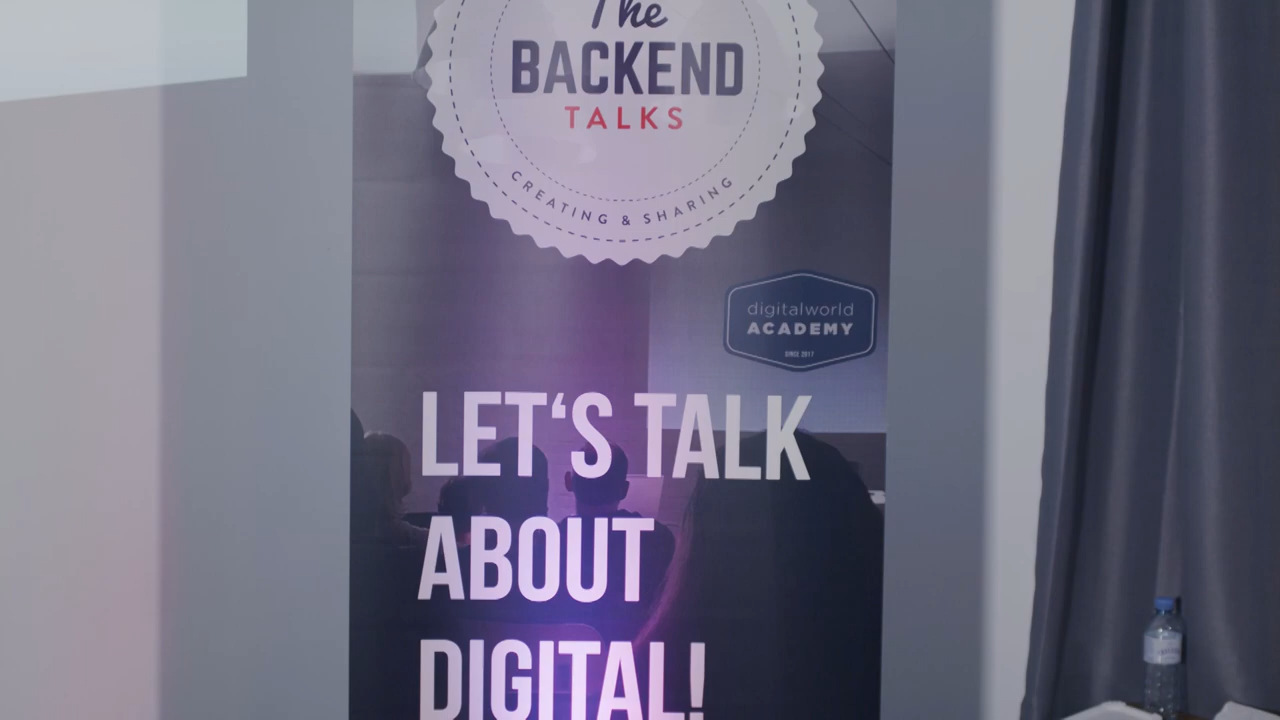 The
BACKEND
TALKS
CREATING & SHARING
digitalworld
ACADEMY
SINCE 2017
LET‘S TALK
ABOUT
DIGITAL!